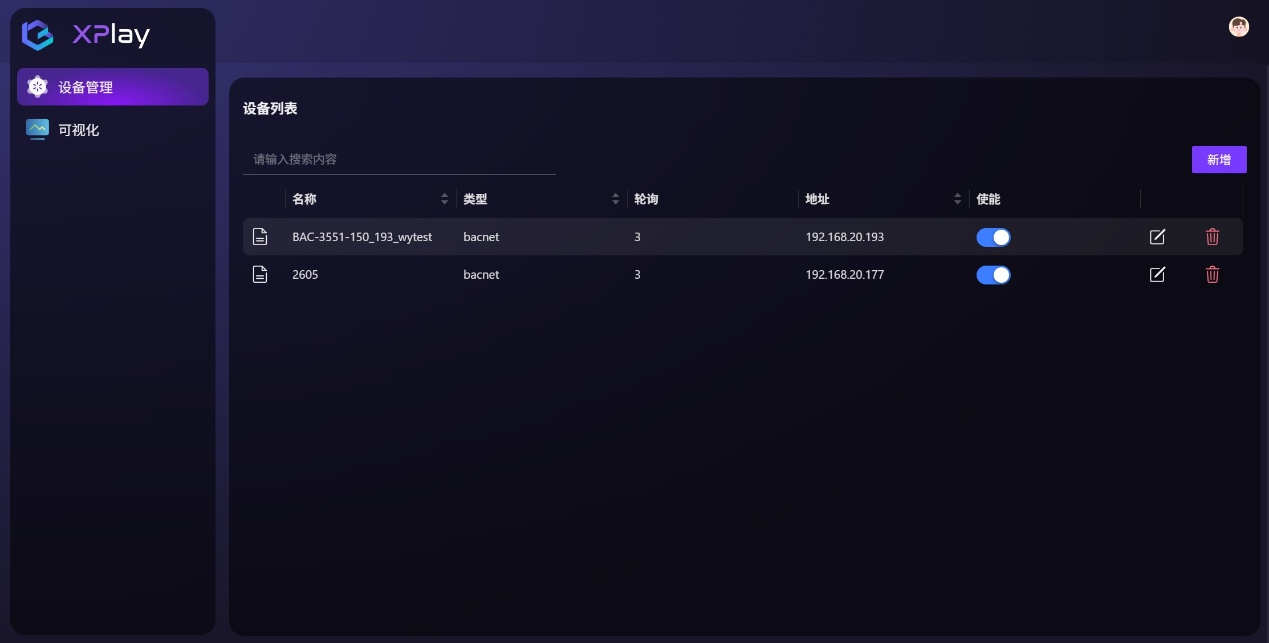 XPlay
设备管理
可视化
设备列表
请输入搜索内容
新增
名称 类型 轮询 地址 使能
BAC-3551-150_193_wytest bacnet 3 192.168.20.193
2605 bacnet 3 192.168.20.177